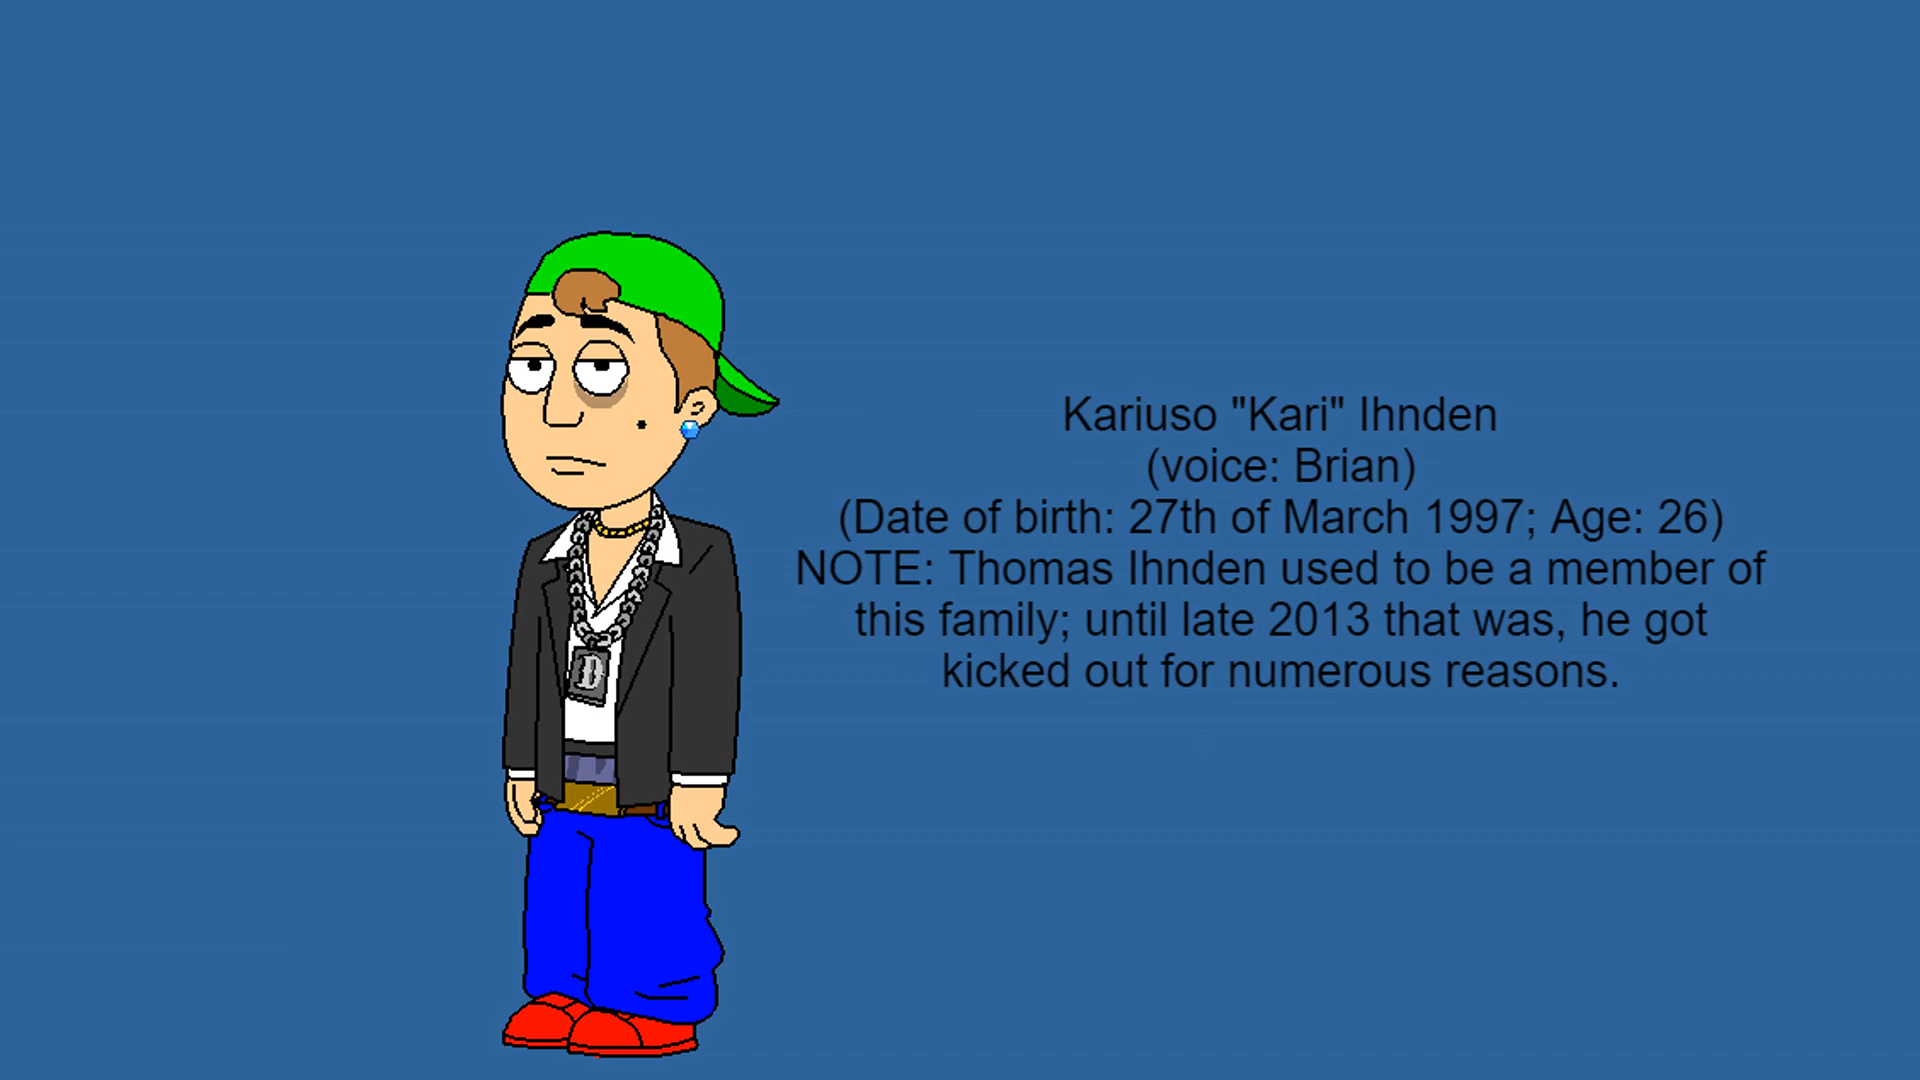 Kariuso "Kari" Ihnden
(voice: Brian)
(Date of birth: 27th of March 1997; Age: 26)
NOTE: Thomas Ihnden used to be a member of
this family; until late 2013 that was, he got
kicked out for numerous reasons.
D